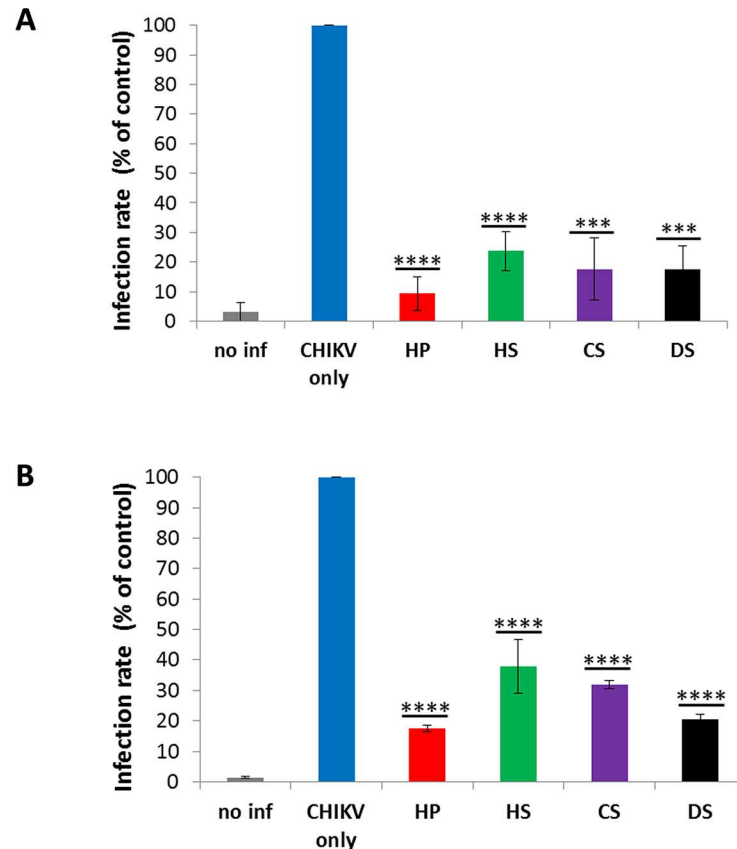 A
Infection rate (% of control)
100
90
80
70
60
50
40
30
20
10
0
****
****
***
***
no inf
CHIKV only
HP
HS
CS
DS
B
Infection rate (% of control)
100
90
80
70
60
50
40
30
20
10
0
****
****
****
****
no inf
CHIKV only
HP
HS
CS
DS